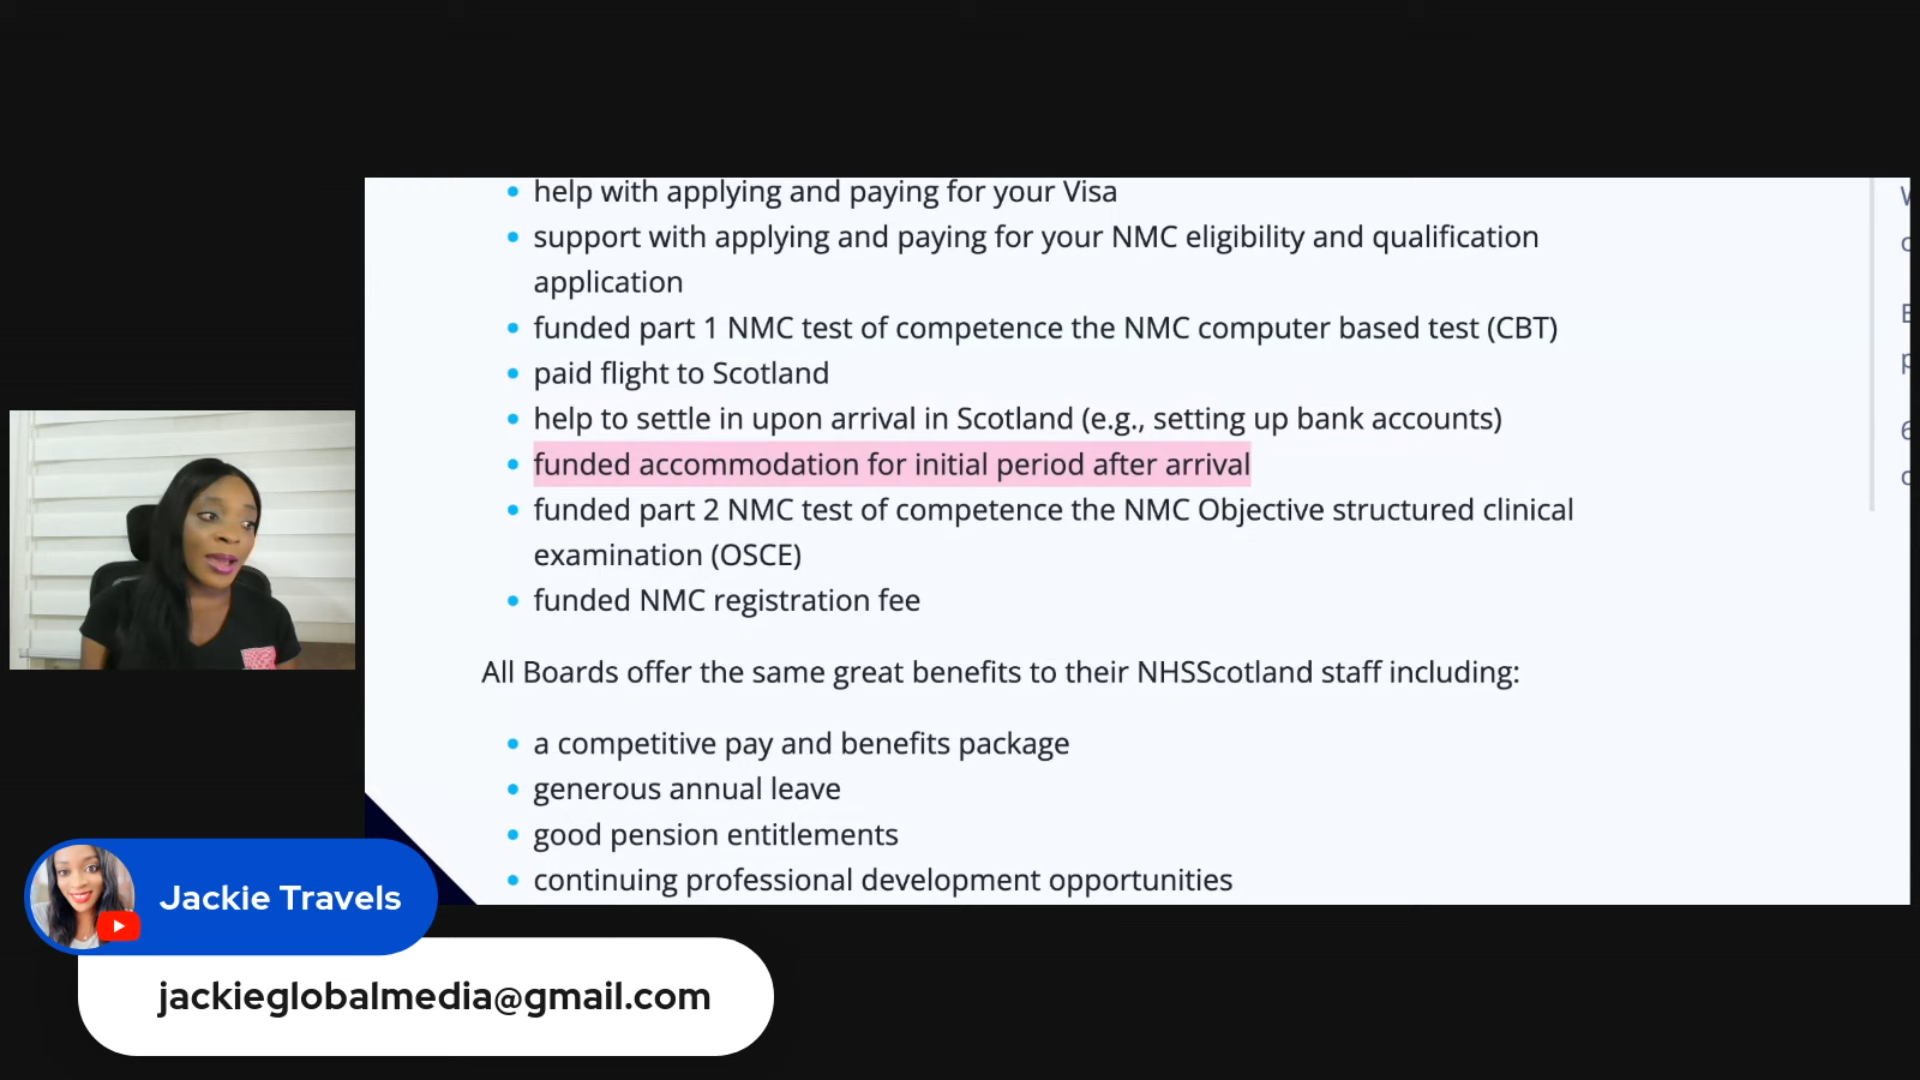 help with applying and paying for your Visa
support with applying and paying for your NMC eligibility and qualification
application
funded part 1 NMC test of competence the NMC computer based test (CBT)
paid flight to Scotland
help to settle in upon arrival in Scotland (e.g., setting up bank accounts)
funded accommodation for initial period after arrival
funded part 2 NMC test of competence the NMC Objective structured clinical
examination (OSCE)
funded NMC registration fee
All Boards offer the same great benefits to their NHSScotland staff including:
a competitive pay and benefits package
generous annual leave
good pension entitlements
continuing professional development opportunities
Jackie Travels
jackieglobalmedia@gmail.com